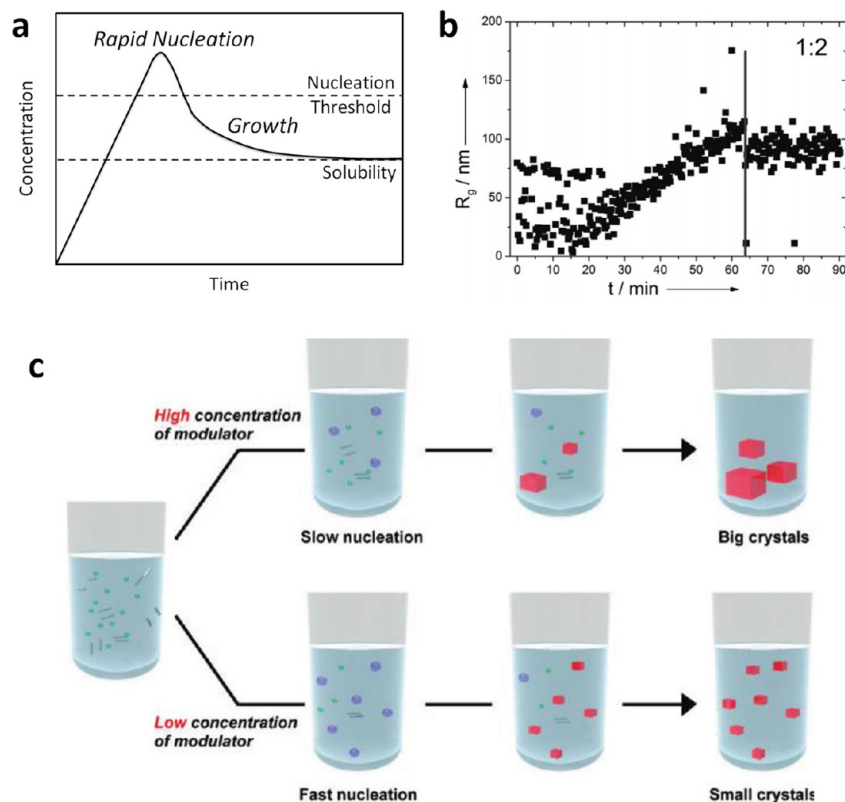 a
Rapid Nucleation
Nucleation
Threshold
Growth
Solubility
Concentration
Time
b
1:2
200
150
100
50
0
R_g / nm
0 10 20 30 40 50 60 70 80 90
t / min
c
High concentration
of modulator
Slow nucleation
Big crystals
Low concentration
of modulator
Fast nucleation
Small crystals